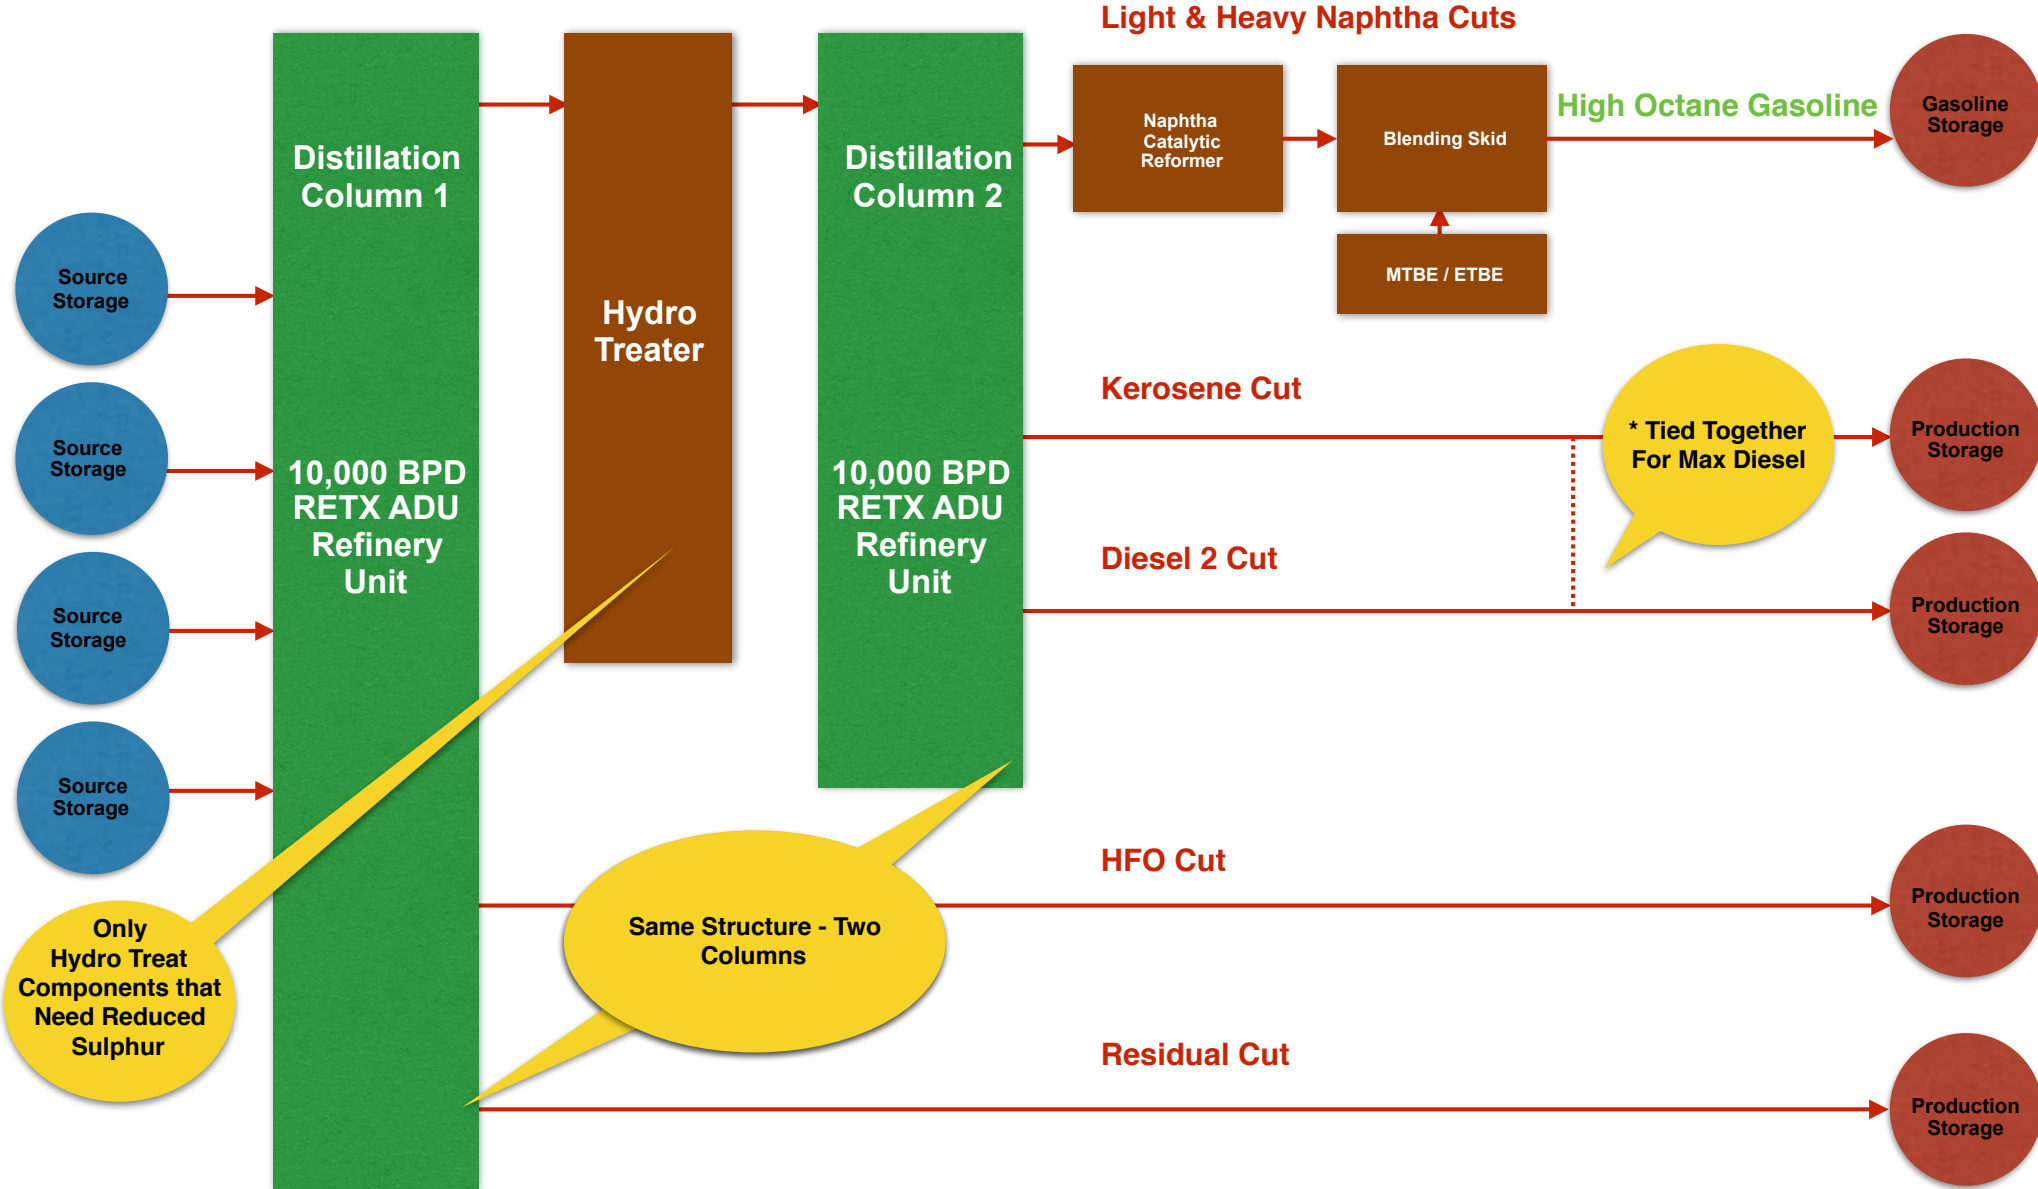 Light & Heavy Naphtha Cuts
Distillation
Column 1
10,000 BPD
RETX ADU
Refinery
Unit
Hydro
Treater
Distillation
Column 2
10,000 BPD
RETX ADU
Refinery
Unit
Naphtha
Catalytic
Reformer
Blending Skid
MTBE / ETBE
High Octane Gasoline
Gasoline
Storage
Source
Storage
Source
Storage
Source
Storage
Source
Storage
Kerosene Cut
* Tied Together
For Max Diesel
Production
Storage
Diesel 2 Cut
Production
Storage
HFO Cut
Production
Storage
Only
Hydro Treat
Components that
Need Reduced
Sulphur
Same Structure - Two
Columns
Residual Cut
Production
Storage